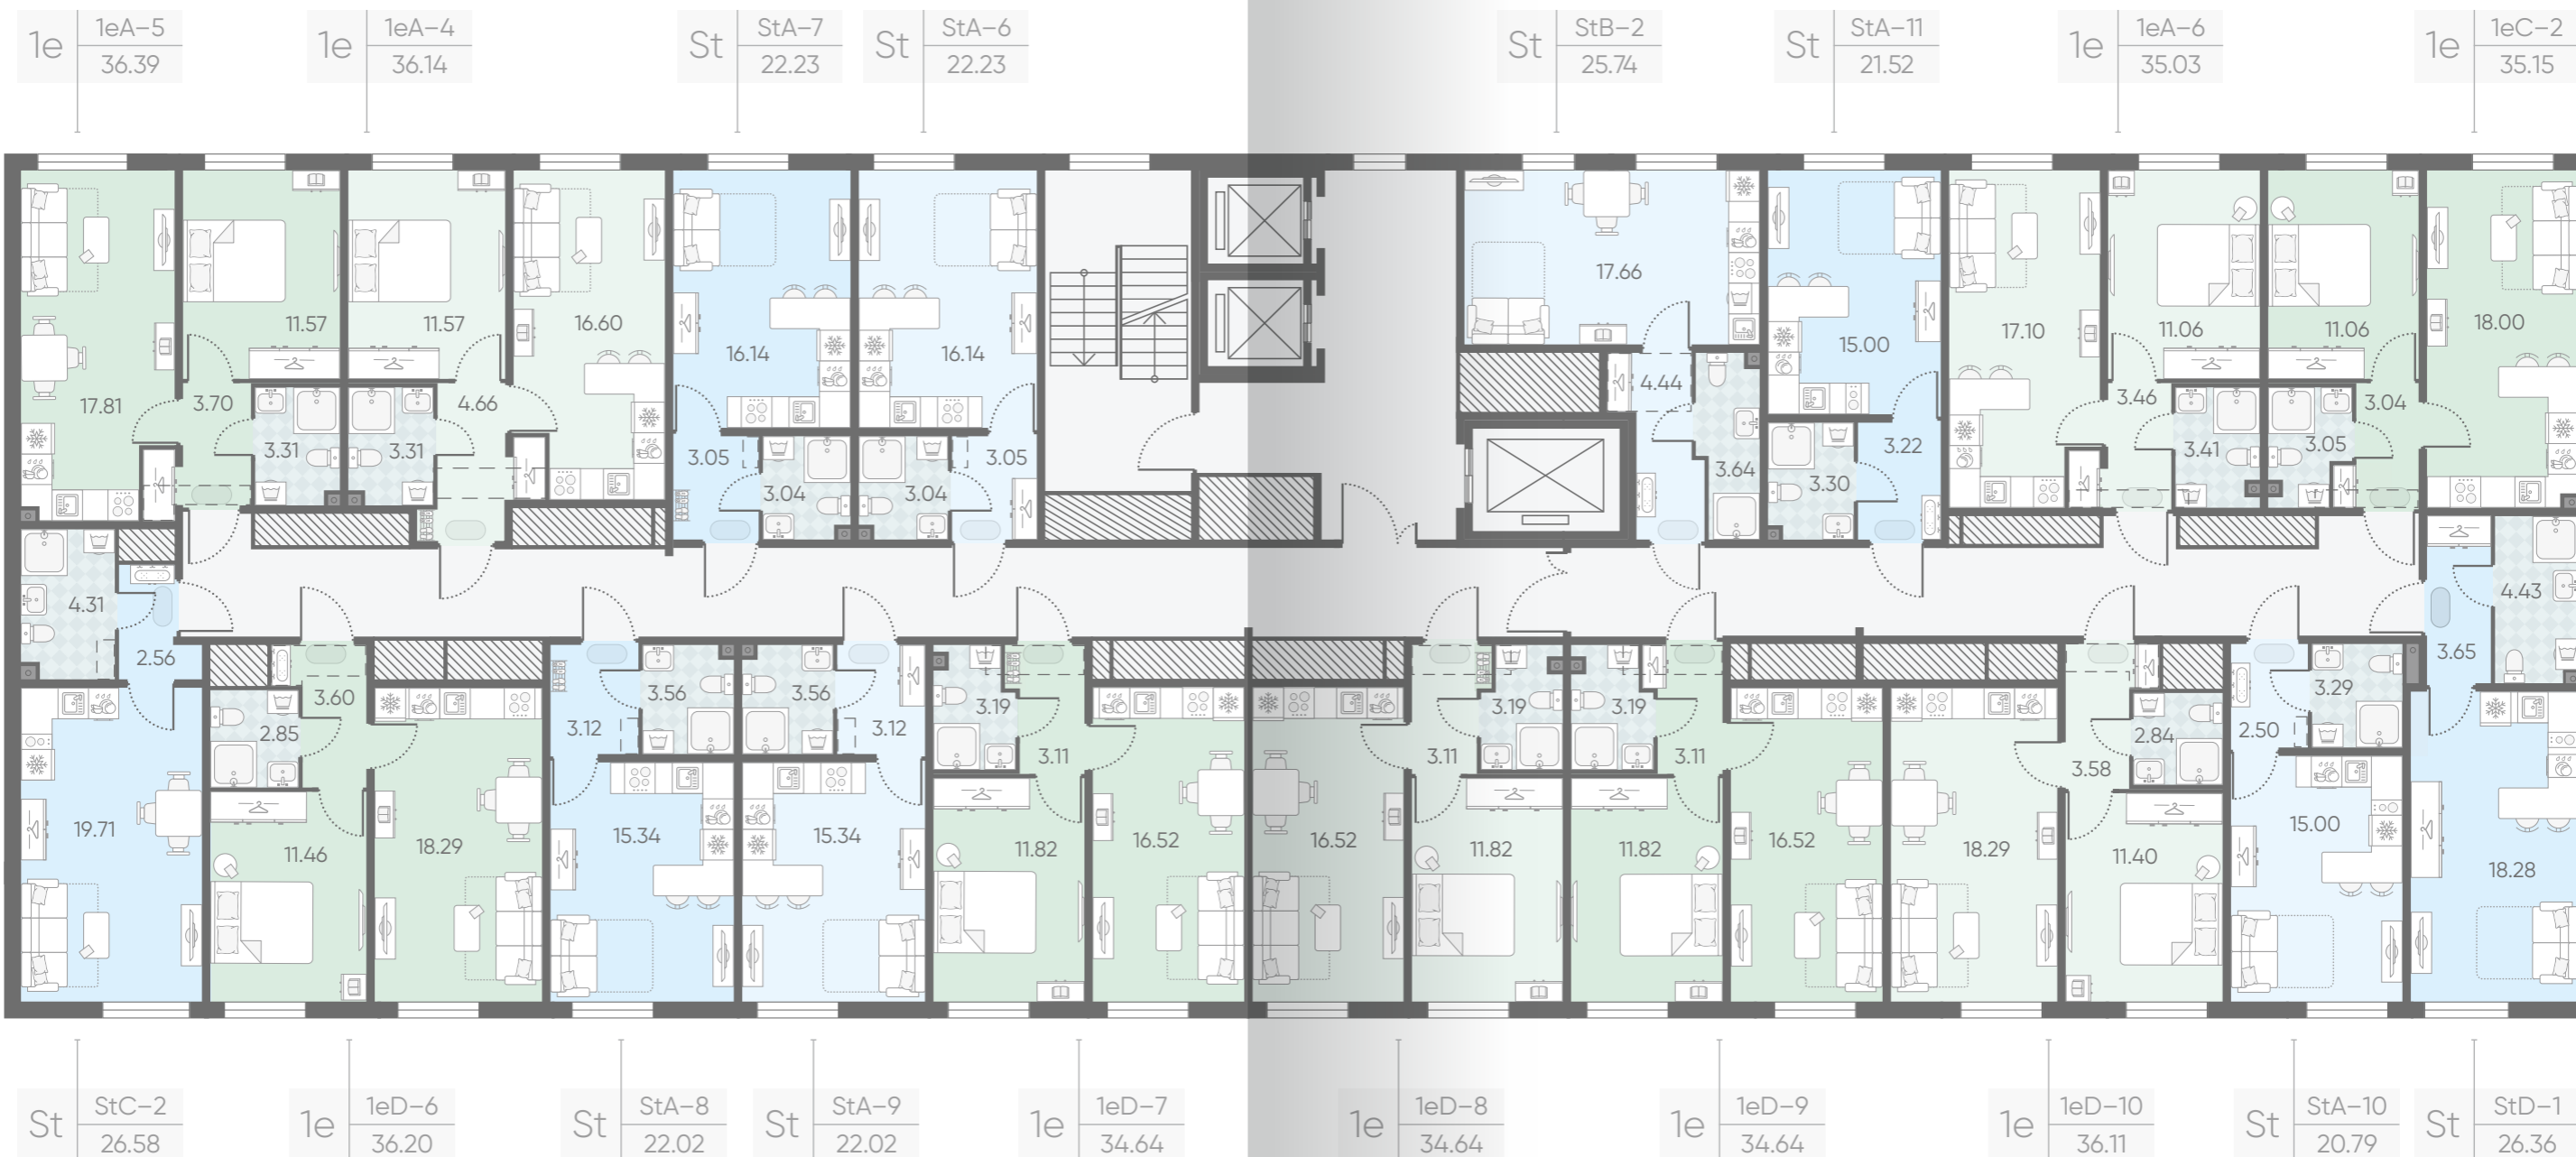 1e
1eA–5
36.39
1e
1eA–4
36.14
St
StA–7
22.23
St
StA–6
22.23
St
StB–2
25.74
St
StA–11
21.52
1e
1eA–6
35.03
1e
1eC–2
35.15
17.81
3.70
11.57
3.31
11.57
3.31
4.66
16.60
16.14
3.05
3.04
16.14
3.04
3.05
17.66
4.44
3.64
15.00
3.30
3.22
17.10
3.46
11.06
3.41
11.06
3.05
3.04
18.00
4.31
2.56
19.71
3.60
2.85
11.46
18.29
3.12
3.56
15.34
3.56
3.12
15.34
3.19
3.11
11.82
16.52
16.52
3.11
3.19
11.82
3.19
3.11
11.82
16.52
18.29
3.58
2.84
11.40
2.50
3.29
15.00
3.65
4.43
18.28
St
StC–2
26.58
1e
1eD–6
36.20
St
StA–8
22.02
St
StA–9
22.02
1e
1eD–7
34.64
1e
1eD–8
34.64
1e
1eD–9
34.64
1e
1eD–10
36.11
St
StA–10
20.79
St
StD–1
26.36